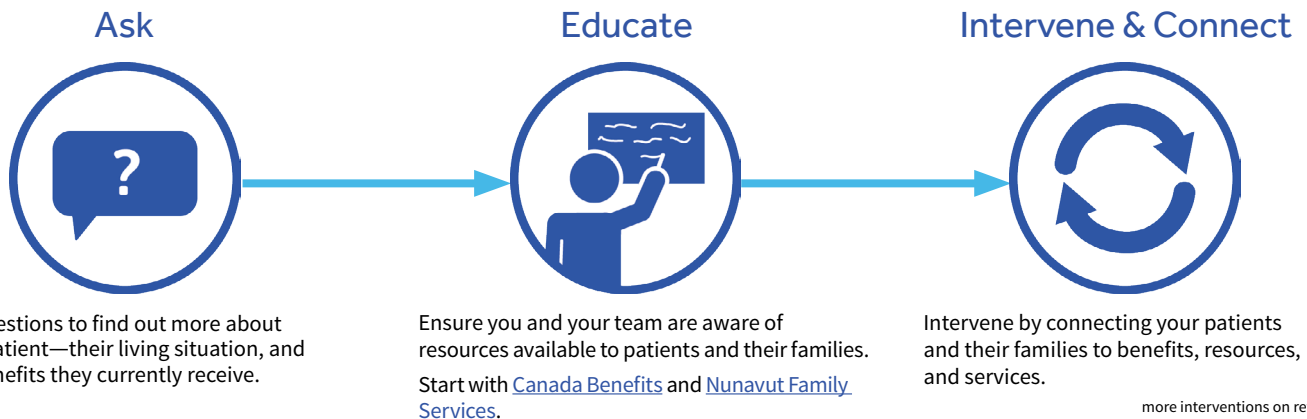 Ask
?
estions to find out more about
atient—their living situation, and
nefits they currently receive.
Educate
Ensure you and your team are aware of
resources available to patients and their families.
Start with Canada Benefits and Nunavut Family
Services.
Intervene & Connect
Intervene by connecting your patients
and their families to benefits, resources,
and services.
more interventions on re